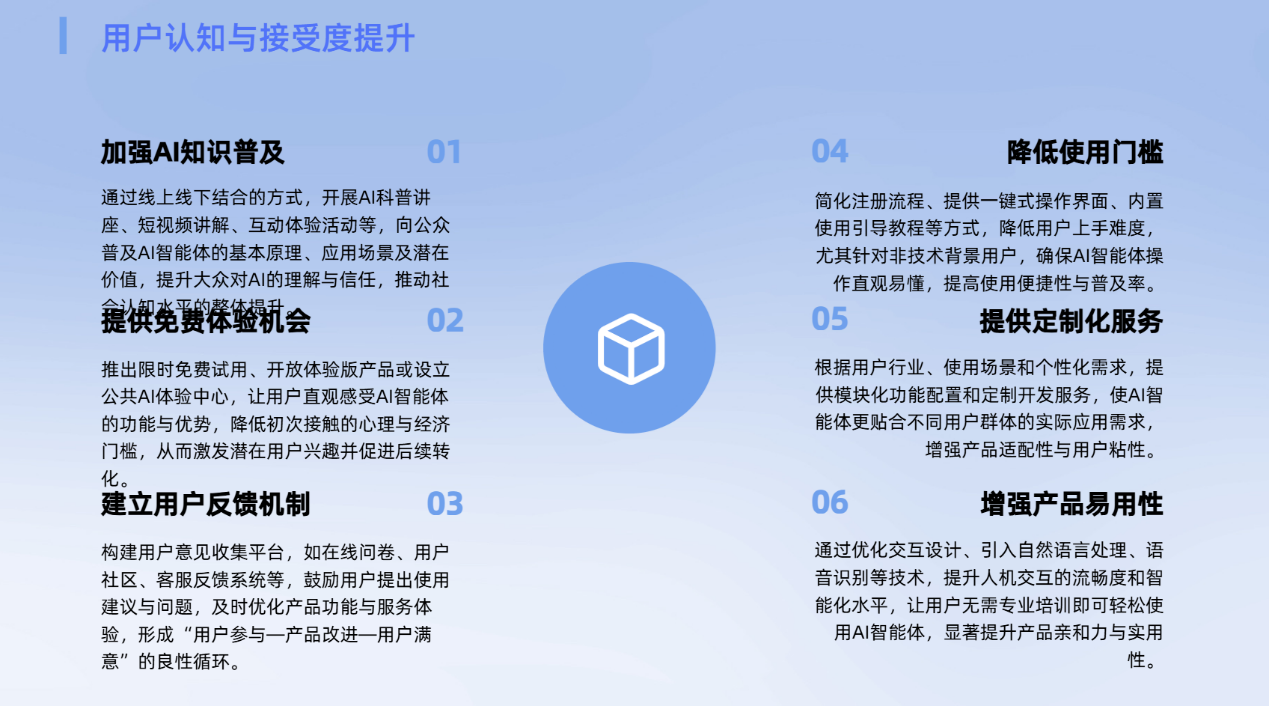 用户认知与接受度提升
加强AI知识普及
01
通过线上线下结合的方式，开展AI科普讲
座、短视频讲解、互动体验活动等，向公众
普及AI智能体的基本原理、应用场景及潜在
价值，提升大众对AI的理解与信任，推动社
会认知水平的整体提升。
提供免费体验机会
02
推出限时免费试用、开放体验版产品或设立
公共AI体验中心，让用户直观感受AI智能体
的功能与优势，降低初次接触的心理与经济
门槛，从而激发潜在用户兴趣并促进后续转
化。
建立用户反馈机制
03
构建用户意见收集平台，如在线问卷、用户
社区、客服反馈系统等，鼓励用户提出使用
建议与问题，及时优化产品功能与服务体
验，形成“用户参与—产品改进—用户满
意”的良性循环。
04
降低使用门槛
简化注册流程、提供一键式操作界面、内置
使用引导教程等方式，降低用户上手难度，
尤其针对非技术背景用户，确保AI智能体操
作直观易懂，提高使用便捷性与普及率。
05
提供定制化服务
根据用户行业、使用场景和个性化需求，提
供模块化功能配置和定制开发服务，使AI智
能体更贴合不同用户群体的实际应用需求，
增强产品适配性与用户粘性。
06
增强产品易用性
通过优化交互设计、引入自然语言处理、语
音识别等技术，提升人机交互的流畅度和智
能化水平，让用户无需专业培训即可轻松使
用AI智能体，显著提升产品亲和力与实用
性。